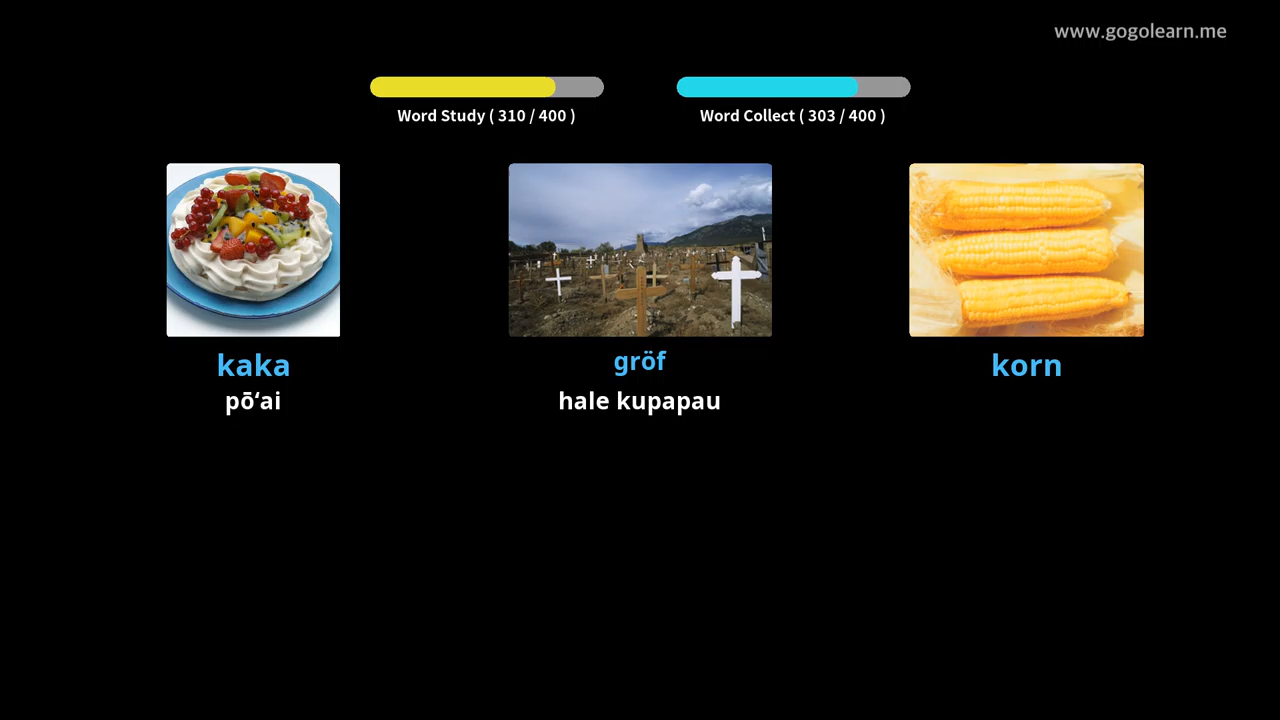 www.gogolearn.me
Word Study ( 310 / 400 )
Word Collect ( 303 / 400 )
kaka
pōʻai
gröf
hale kupapau
korn